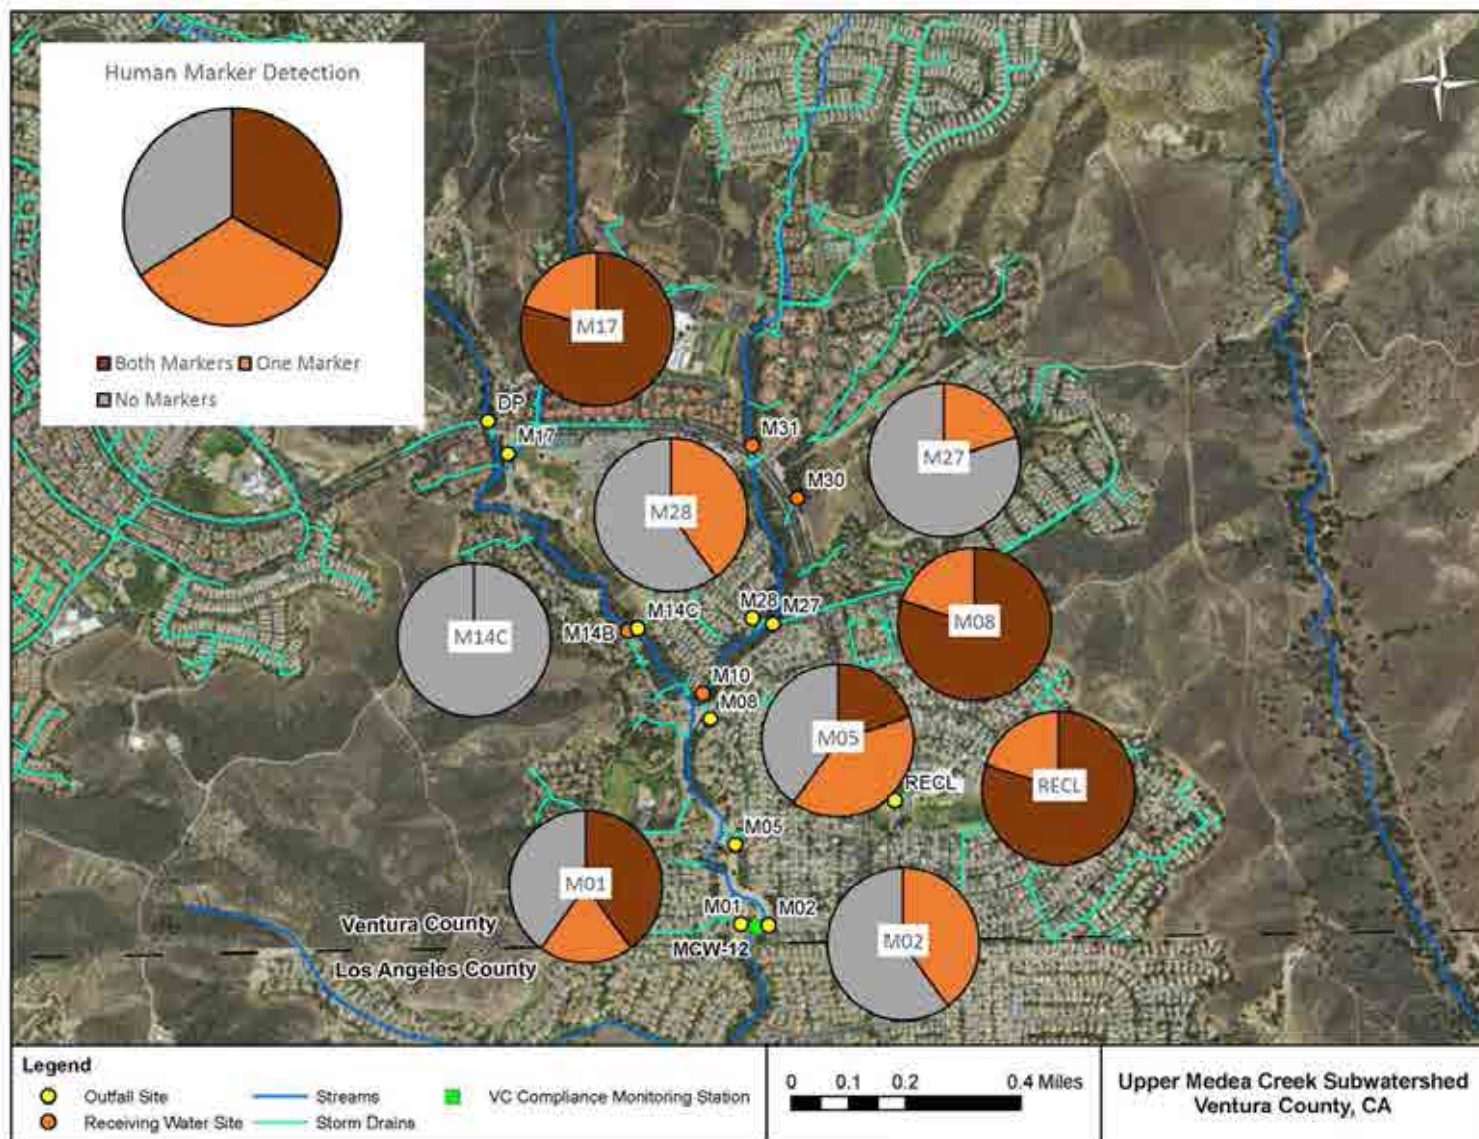 Human Marker Detection
Both Markers One Marker
No Markers
M17
DP
M17
M31
M27
M30
M28
M28
M27
M14C
M14B
M14C
M08
M10
M08
M05
RECL
RECL
M05
M01
M01
M02
M02
MCW-12
Ventura County
Los Angeles County
Legend
Outfall Site
Streams
VC Compliance Monitoring Station
Receiving Water Site
Storm Drains
0 0.1 0.2 0.4 Miles
Upper Medea Creek Subwatershed
Ventura County, CA